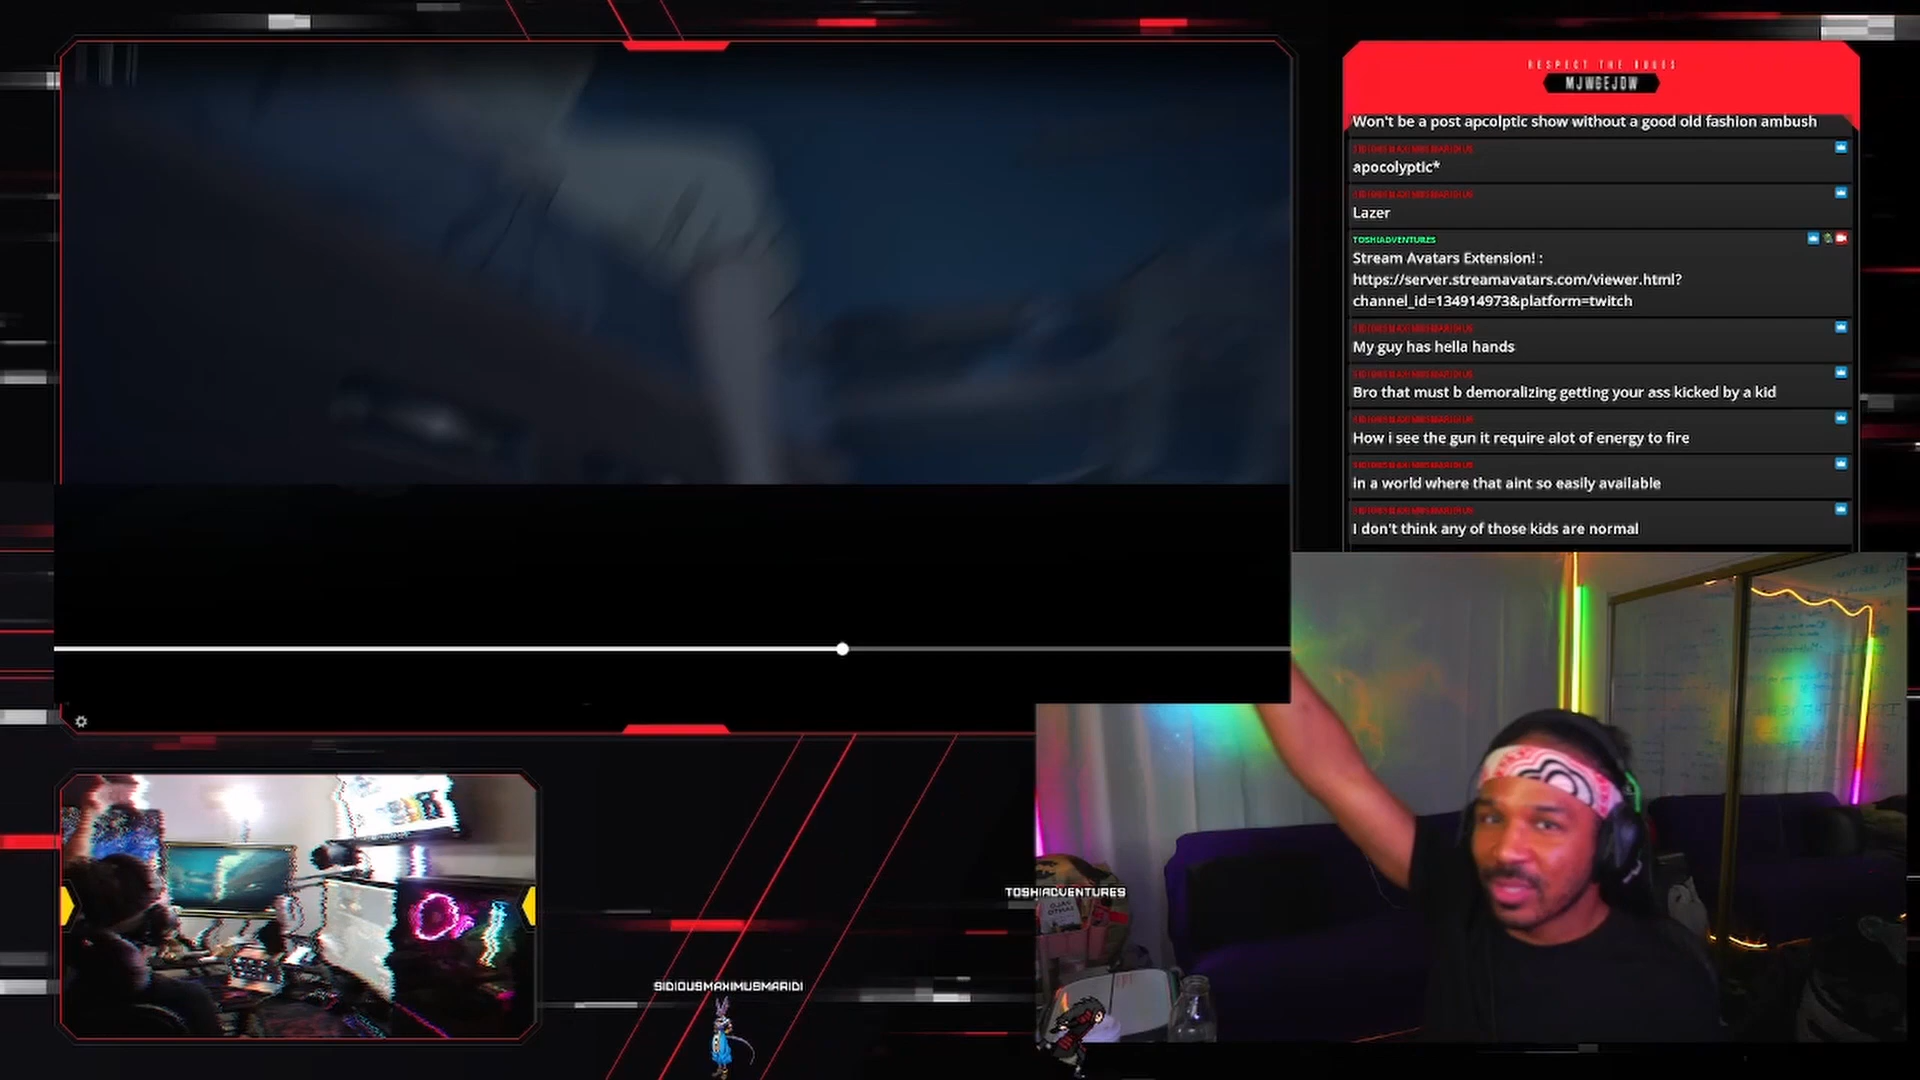 RESPECT THE RULES
MJWGEJDW
Won't be a post apcolptic show without a good old fashion ambush
apocolyptic*
Lazer
TOSHIADVENTURES
Stream Avatars Extension! :
https://server.streamavatars.com/viewer.html?
channel_id=134914973&platform=twitch
My guy has hella hands
Bro that must b demoralizing getting your ass kicked by a kid
How i see the gun it require alot of energy to fire
in a world where that aint so easily available
I don't think any of those kids are normal
TOSHIADVENTURES
SIDIOUSMAXIMUSMARIDI